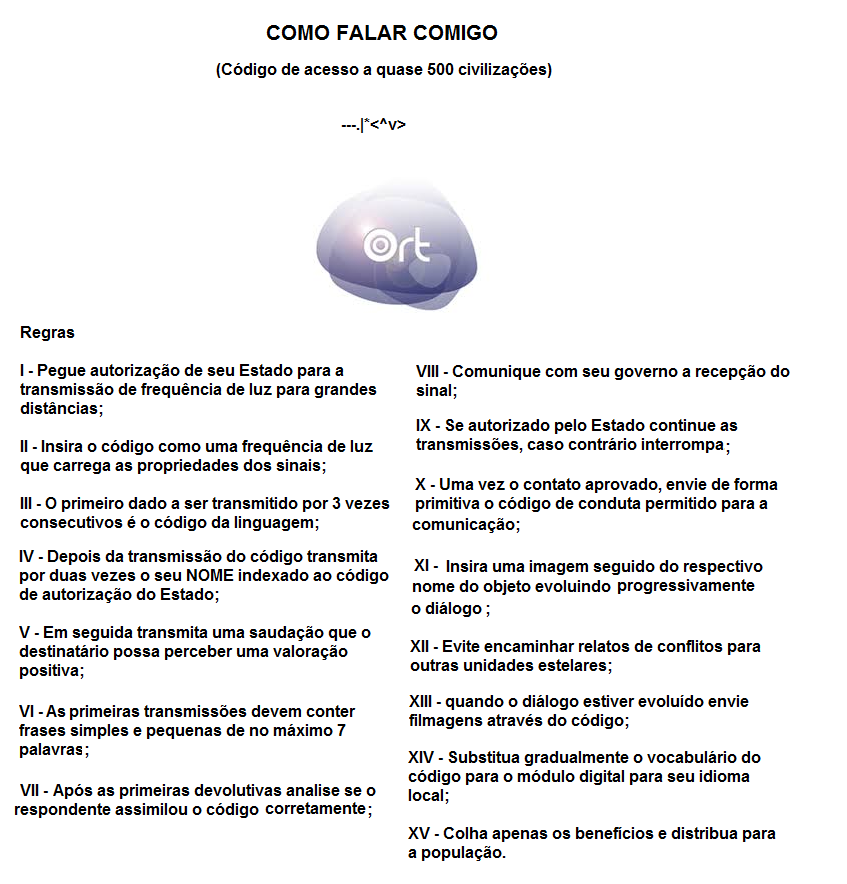 COMO FALAR COMIGO
(Código de acesso a quase 500 civilizações)
---.|*<^v>
Ort
Regras
I - Pegue autorização de seu Estado para a
transmissão de frequência de luz para grandes
distâncias;
II - Insira o código como uma frequência de luz
que carrega as propriedades dos sinais;
III - O primeiro dado a ser transmitido por 3 vezes
consecutivos é o código da linguagem;
IV - Depois da transmissão do código transmita
por duas vezes o seu NOME indexado ao código
de autorização do Estado;
V - Em seguida transmita uma saudação que o
destinatário possa perceber uma valoração
positiva;
VI - As primeiras transmissões devem conter
frases simples e pequenas de no máximo 7
palavras;
VII - Após as primeiras devolutivas analise se o
respondente assimilou o código corretamente;
VIII - Comunique com seu governo a recepção do
sinal;
IX - Se autorizado pelo Estado continue as
transmissões, caso contrário interrompa;
X - Uma vez o contato aprovado, envie de forma
primitiva o código de conduta permitido para a
comunicação;
XI - Insira uma imagem seguido do respectivo
nome do objeto evoluindo progressivamente
o diálogo ;
XII - Evite encaminhar relatos de conflitos para
outras unidades estelares;
XIII - quando o diálogo estiver evoluído envie
filmagens através do código;
XIV - Substitua gradualmente o vocabulário do
código para o módulo digital para seu idioma
local;
XV - Colha apenas os benefícios e distribua para
a população.